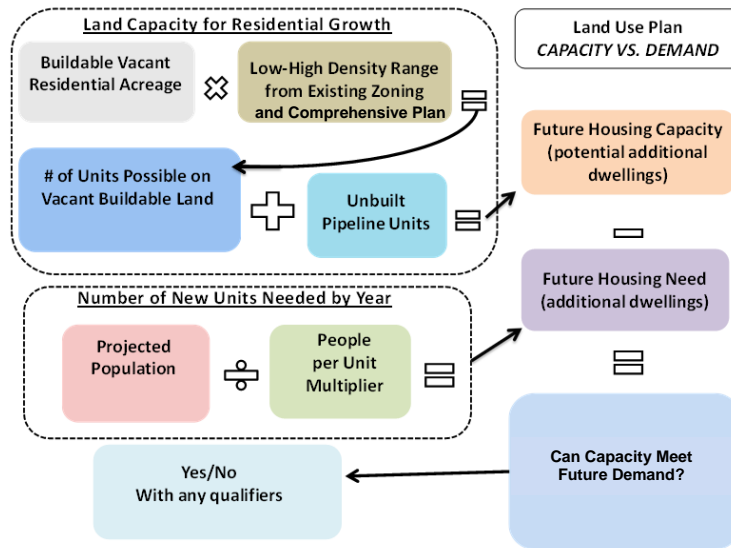 Land Capacity for Residential Growth
Buildable Vacant
Residential Acreage
Low-High Density Range
from Existing Zoning
and Comprehensive Plan
# of Units Possible on
Vacant Buildable Land
Unbuilt
Pipeline Units
Number of New Units Needed by Year
Projected
Population
People
per Unit
Multiplier
Land Use Plan
CAPACITY VS. DEMAND
Future Housing Capacity
(potential additional
dwellings)
Future Housing Need
(additional dwellings)
Can Capacity Meet
Future Demand?
Yes/No
With any qualifiers